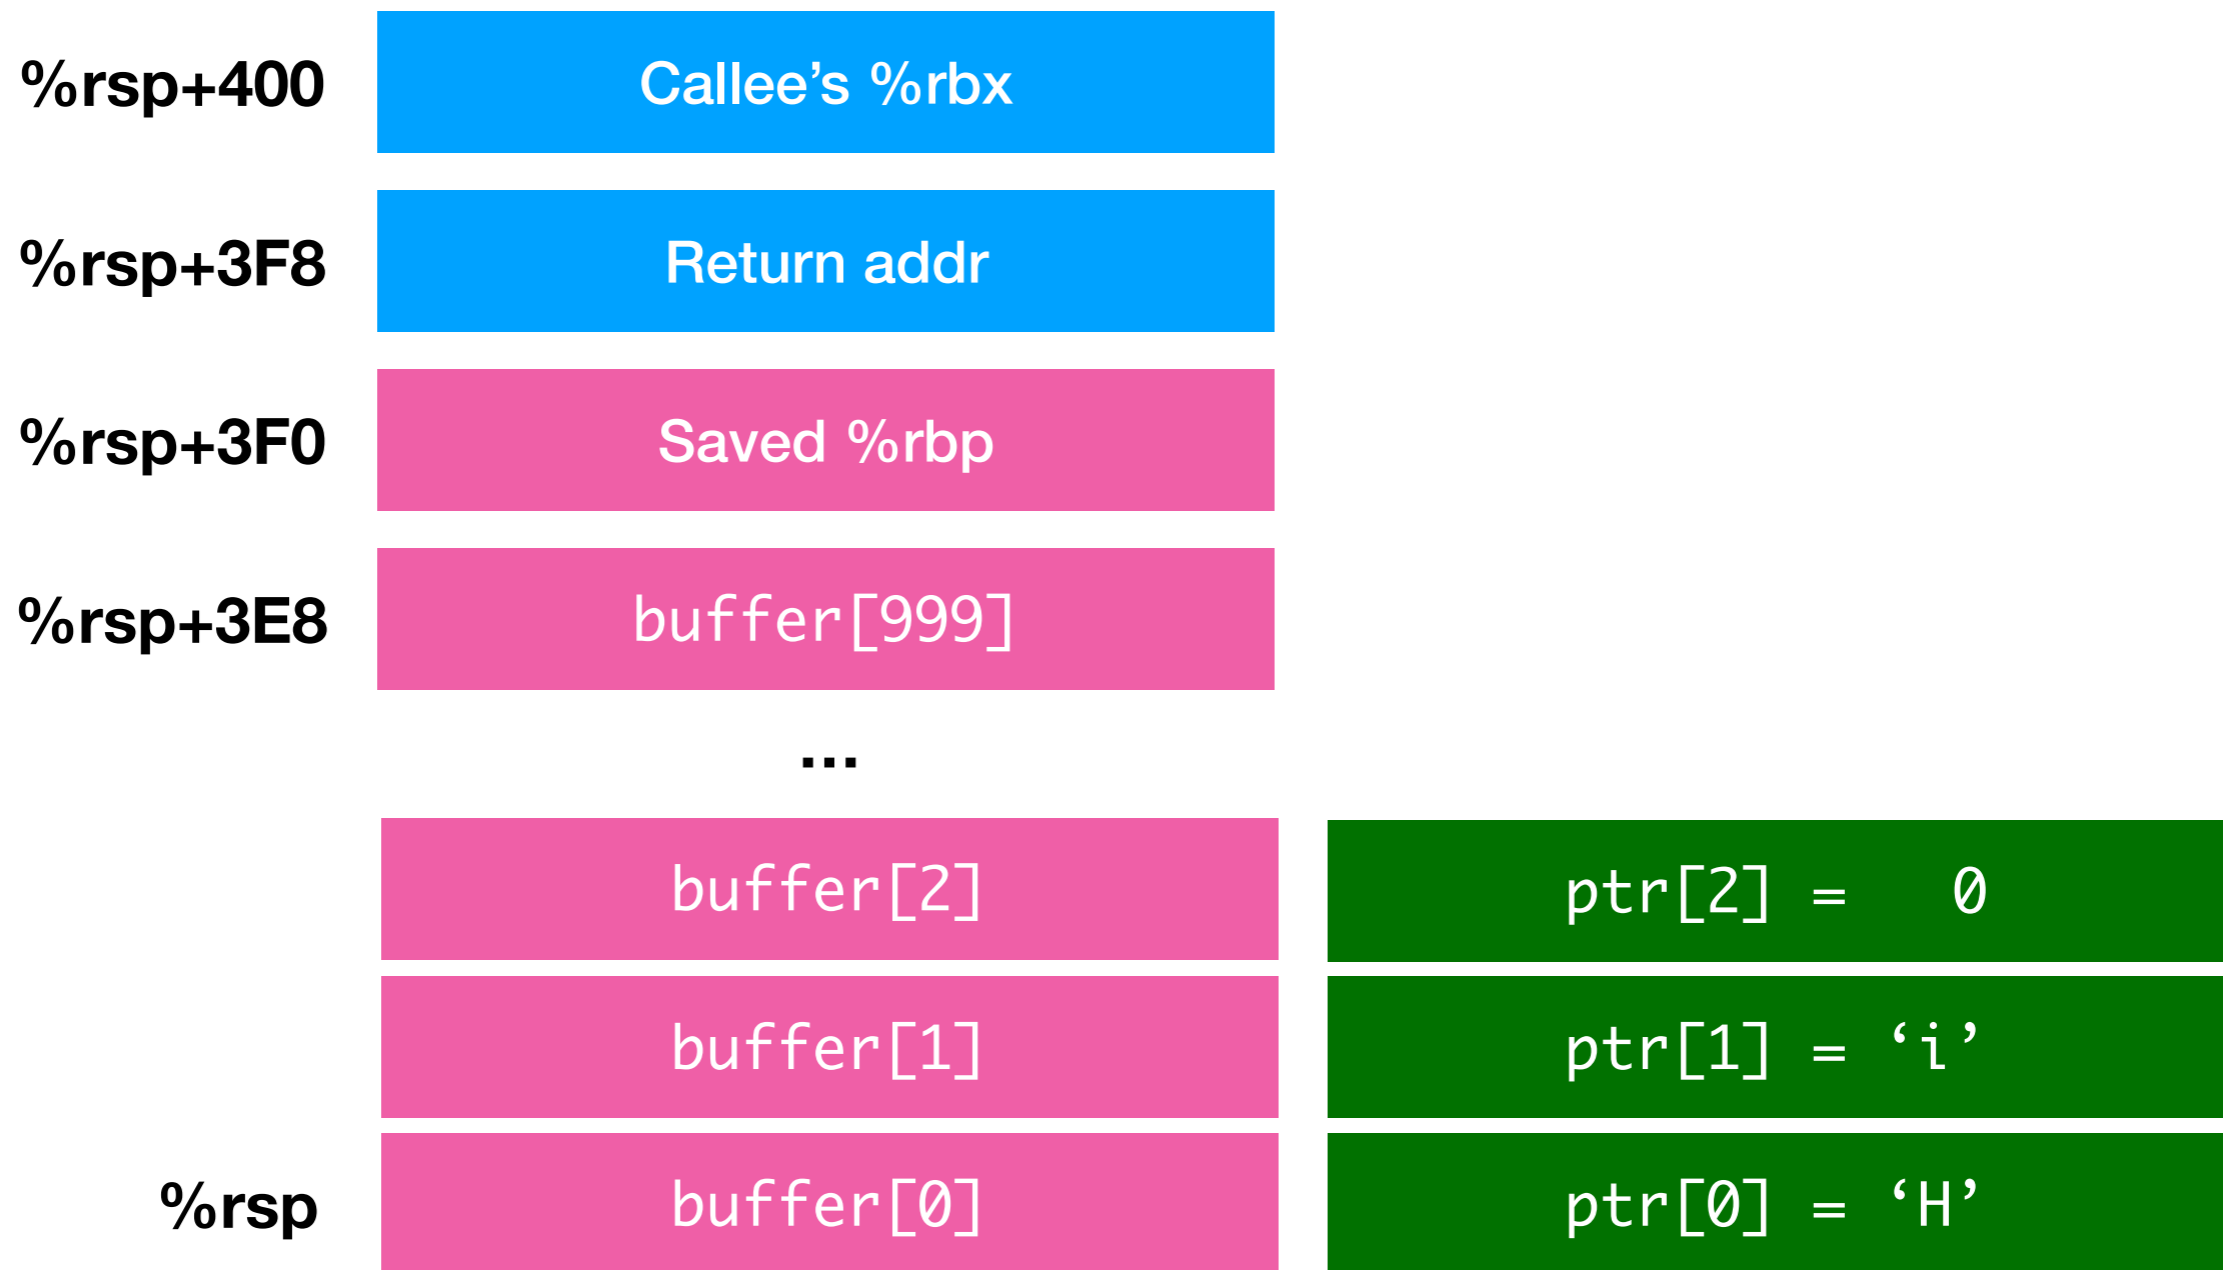 %rsp+400 Callee’s %rbx
%rsp+3F8 Return addr
%rsp+3F0 Saved %rbp
%rsp+3E8 buffer[999]
...
buffer[2] ptr[2] =   0
buffer[1] ptr[1] = ‘i’
%rsp buffer[0] ptr[0] = ‘H’